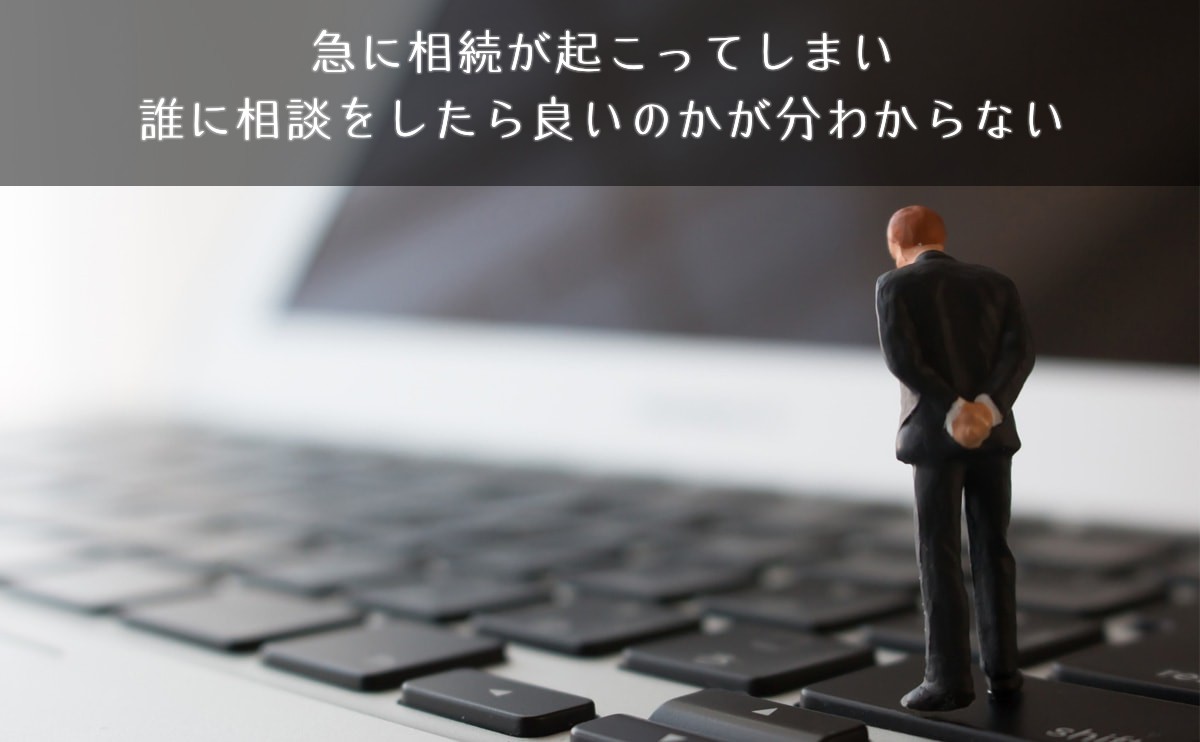 急に相続が起こってしまい
誰に相談をしたら良いのかが分わからない
shift